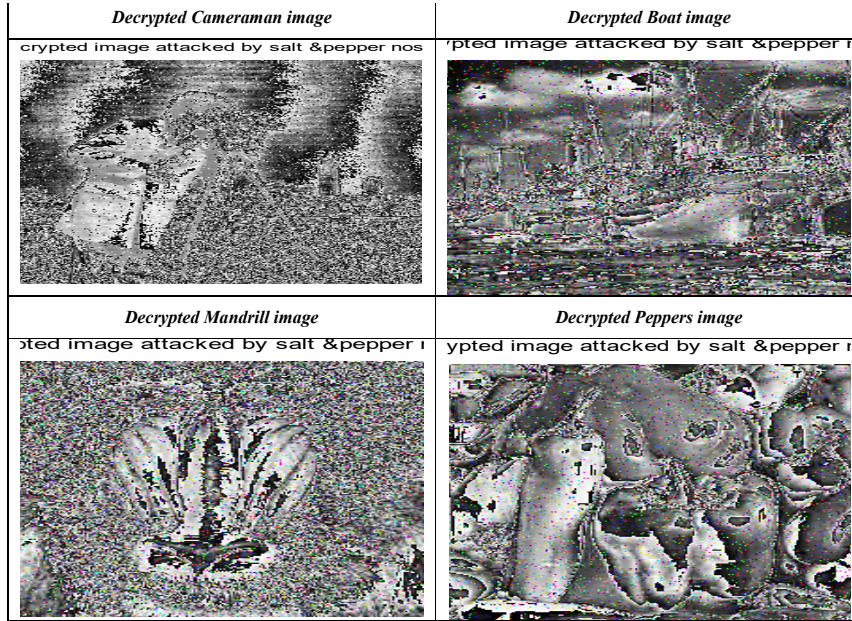 Decrypted Cameraman image
Decrypted Boat image
crypted image attacked by salt &pepper nos
ypted image attacked by salt &pepper
Decrypted Mandrill image
Decrypted Peppers image
pted image attacked by salt &pepper
ypted image attacked by salt &pepper